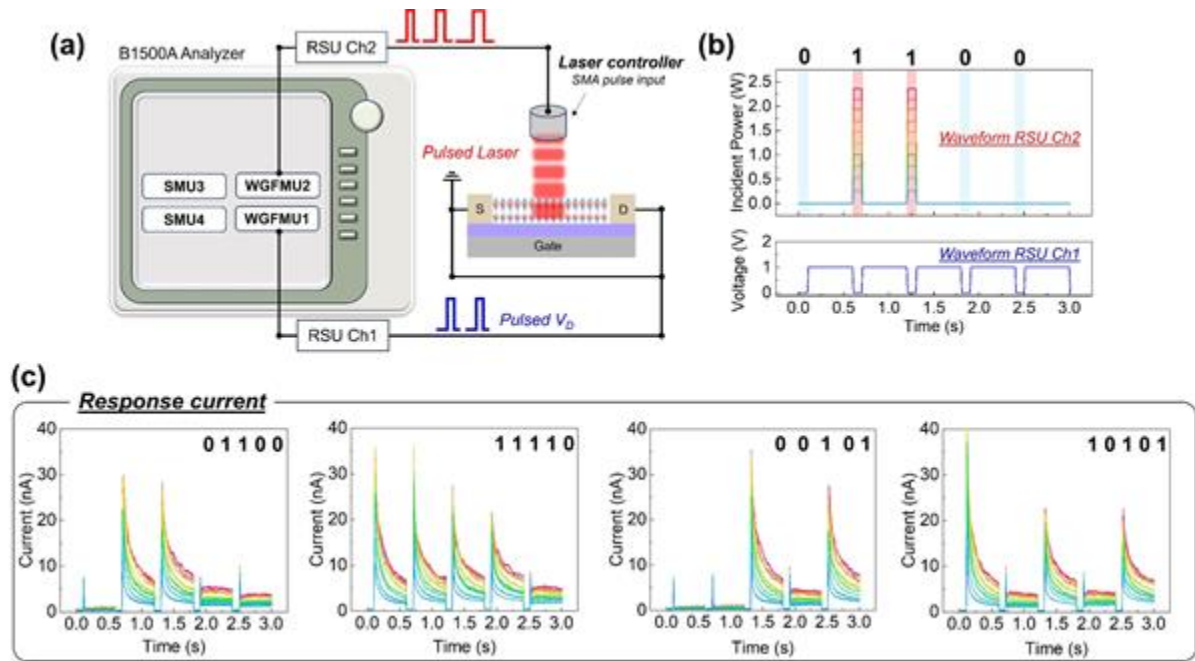 (a)
B1500A Analyzer
RSU Ch2
Laser controller
SMA pulse input
Pulsed Laser
SMU3
WGFMU2
SMU4
WGFMU1
S
D
Gate
Pulsed VD
RSU Ch1
(b)
0 1 1 0 0
Incident Power (W)
2.5
2.0
1.5
1.0
0.5
0.0
Waveform RSU Ch2
Voltage (V)
2
1
0
Waveform RSU Ch1
0.0 0.5 1.0 1.5 2.0 2.5 3.0
Time (s)
(c)
Response current
Current (nA)
40
30
20
10
0
0 1 1 0 0
0.0 0.5 1.0 1.5 2.0 2.5 3.0
Time (s)
Current (nA)
40
30
20
10
0
1 1 1 1 0
0.0 0.5 1.0 1.5 2.0 2.5 3.0
Time (s)
Current (nA)
40
30
20
10
0
0 0 1 0 1
0.0 0.5 1.0 1.5 2.0 2.5 3.0
Time (s)
Current (nA)
40
30
20
10
0
1 0 1 0 1
0.0 0.5 1.0 1.5 2.0 2.5 3.0
Time (s)